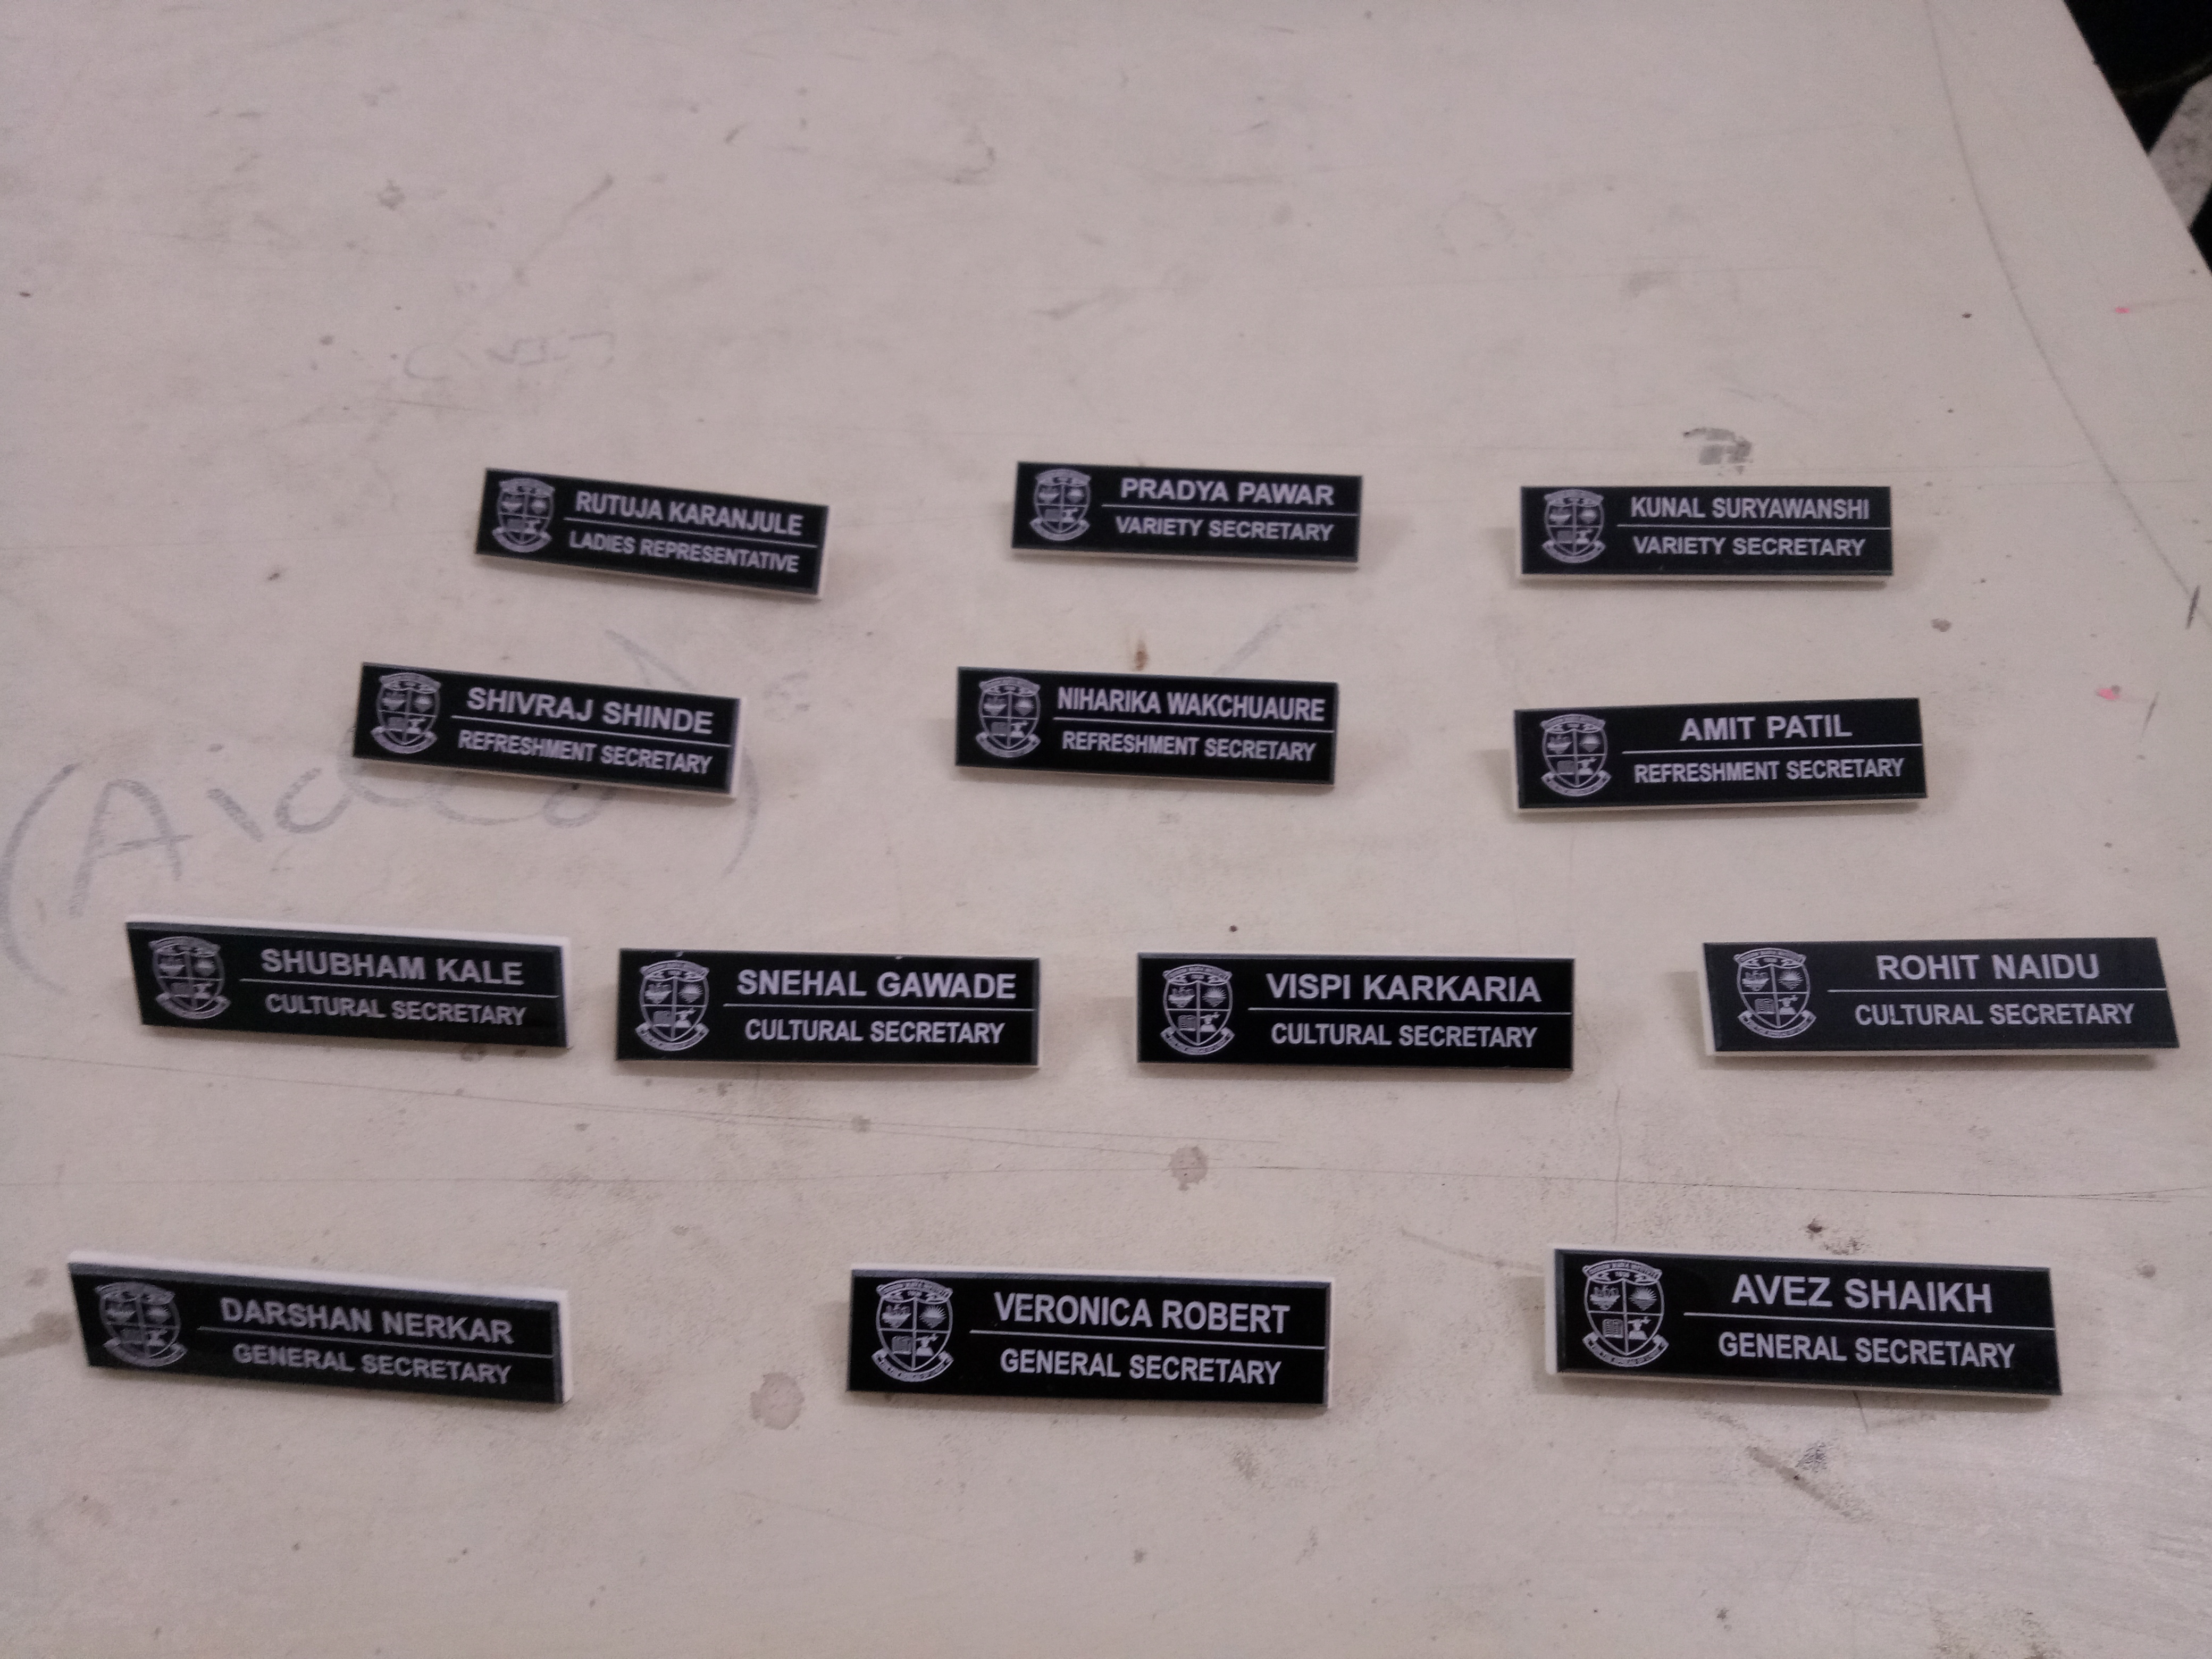 RUTUJA KARANJULE
LADIES REPRESENTATIVE
PRADYA PAWAR
VARIETY SECRETARY
KUNAL SURYAWANSHI
VARIETY SECRETARY
SHIVRAJ SHINDE
REFRESHMENT SECRETARY
NIHARIKA WAKCHUAURE
REFRESHMENT SECRETARY
AMIT PATIL
REFRESHMENT SECRETARY
(Aided)
SHUBHAM KALE
CULTURAL SECRETARY
SNEHAL GAWADE
CULTURAL SECRETARY
VISPI KARKARIA
CULTURAL SECRETARY
ROHIT NAIDU
CULTURAL SECRETARY
DARSHAN NERKAR
GENERAL SECRETARY
VERONICA ROBERT
GENERAL SECRETARY
AVEZ SHAIKH
GENERAL SECRETARY